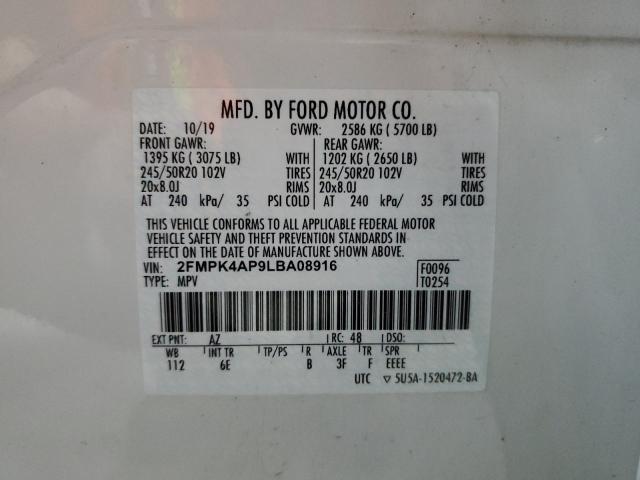 MFD. BY FORD MOTOR CO.
DATE: 10/19 GVWR: 2586 KG ( 5700 LB)
FRONT GAWR: REAR GAWR:
1395 KG ( 3075 LB) WITH 1202 KG ( 2650 LB) WITH
245/50R20 102V TIRES 245/50R20 102V TIRES
20x8.0J RIMS 20x8.0J RIMS
AT 240 kPa/ 35 PSI COLD AT 240 kPa/ 35 PSI COLD
THIS VEHICLE CONFORMS TO ALL APPLICABLE FEDERAL MOTOR
VEHICLE SAFETY AND THEFT PREVENTION STANDARDS IN
EFFECT ON THE DATE OF MANUFACTURE SHOWN ABOVE.
VIN: 2FMPK4AP9LBA08916 F0096
TYPE: MPV T0254
EXT PNT: AZ RC: 48 DSO:
WB INT TR TP/PS R AXLE TR SPR
112 6E B 3F F EEEE
UTC ▽ 5U5A-1520472-BA